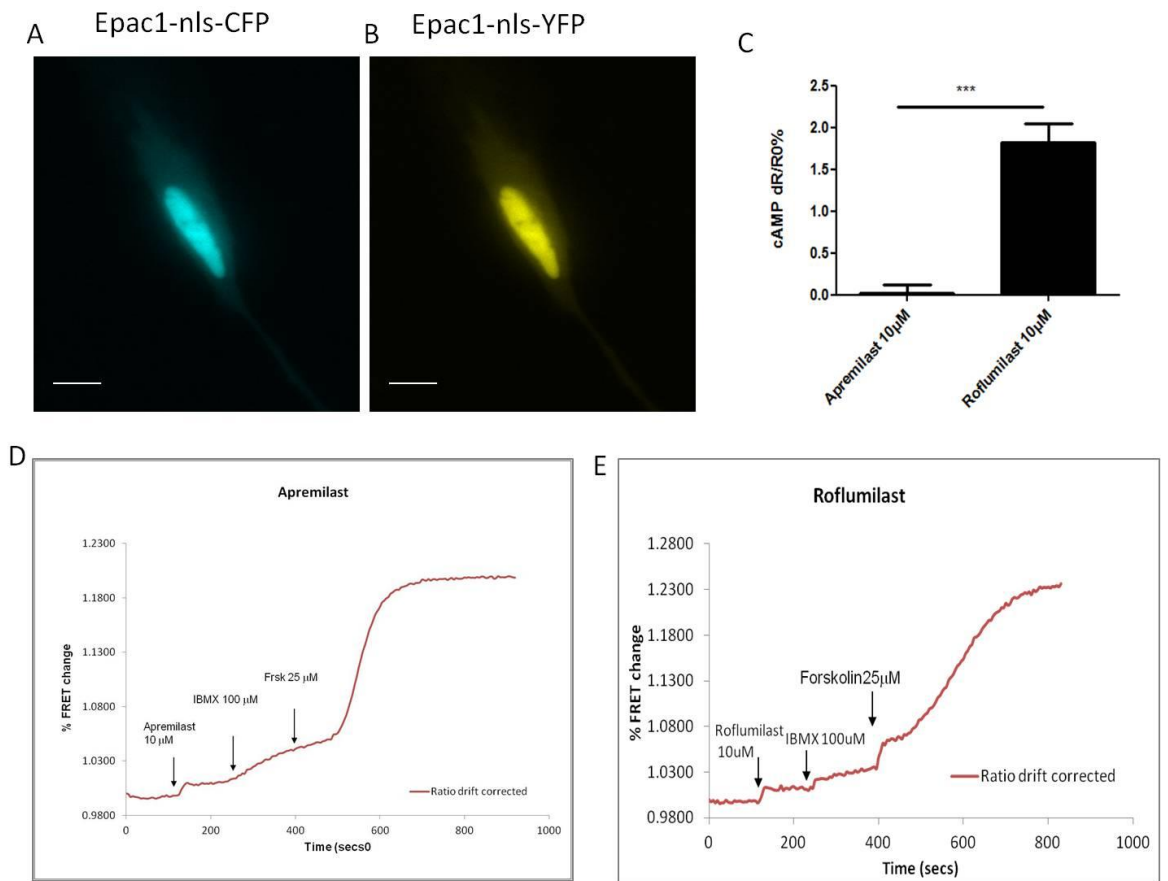 A
Epac1-nls-CFP
B
Epac1-nls-YFP
C
2.5
2.0
1.5
1.0
0.5
0.0
cAMP dR/R0%
***
Apremilast 10µM
Roflumilast 10µM
D
Apremilast
1.2300
1.1800
1.1300
1.0800
1.0300
0.9800
% FRET change
Apremilast
10 µM
IBMX 100 µM
Frsk 25 µM
Ratio drift corrected
0
200
400
600
800
1000
Time (secs0
E
Roflumilast
1.2800
1.2300
1.1800
1.1300
1.0800
1.0300
0.9800
% FRET change
Roflumilast
10uM
IBMX 100uM
Forskolin25µM
Ratio drift corrected
0
200
400
600
800
1000
Time (secs)